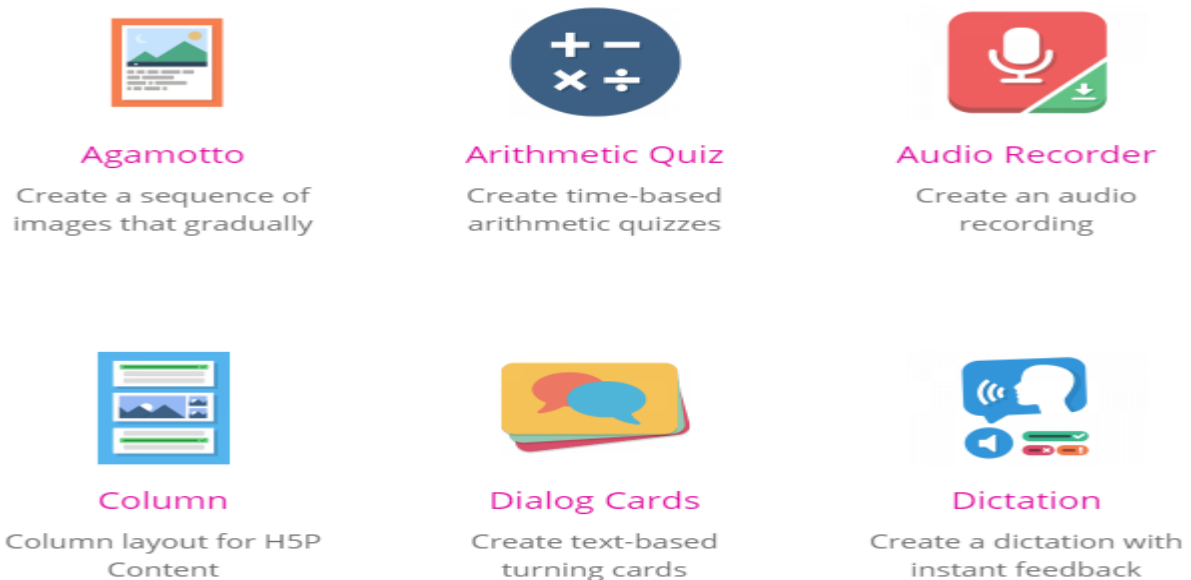 Agamotto
Create a sequence of
images that gradually
Arithmetic Quiz
Create time-based
arithmetic quizzes
Audio Recorder
Create an audio
recording
Column
Column layout for H5P
Content
Dialog Cards
Create text-based
turning cards
Dictation
Create a dictation with
instant feedback